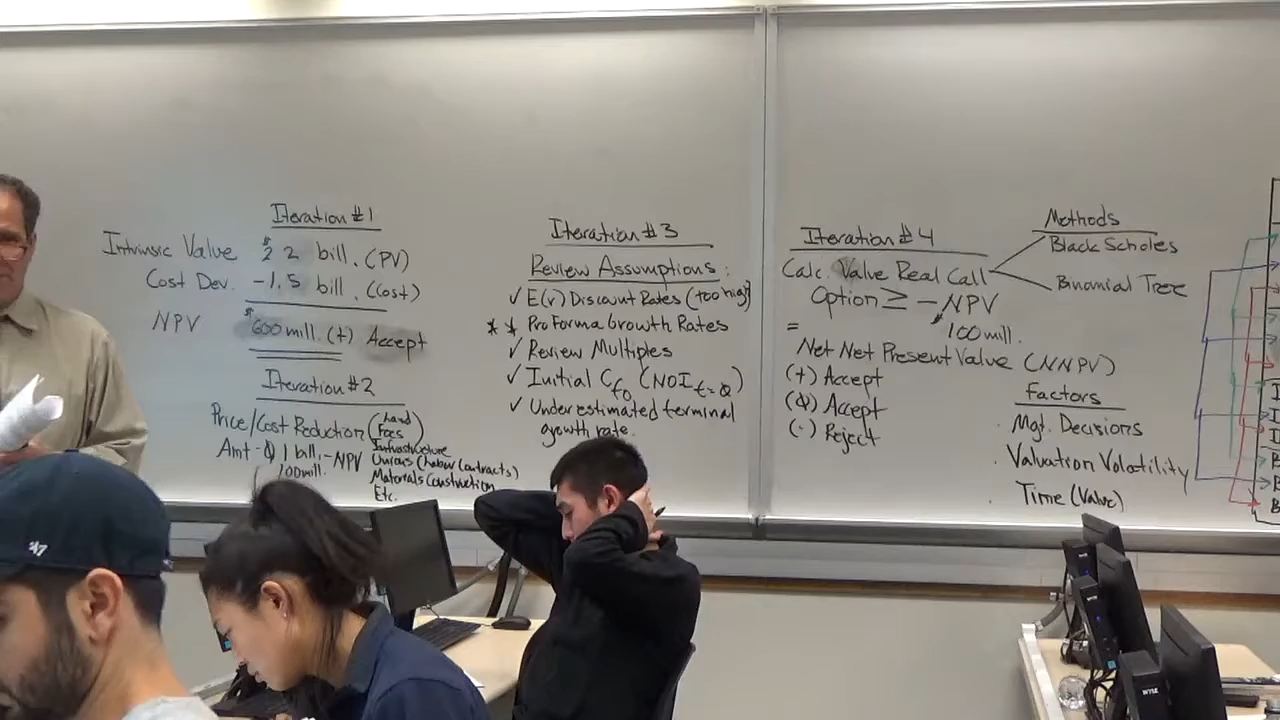 Iteration #1
Intrinsic Value $2 2 bill. (PV)
Cost Dev. -1.5 bill. (Cost)
NPV $600 mill. (+) Accept
Iteration #2
Price/Cost Reduction (Land
Fees)
Infrastructure
Amt - 1 bill. - NPV Unions (Labor Contracts)
100 mill. Materials Construction
Etc.
Iteration #3
Review Assumptions:
✓ E(r) Discount Rates (too high)
* * Pro Forma Growth Rates
✓ Review Multiples
✓ Initial Cf0 (NOI t=0)
✓ Underestimated terminal
growth rate.
Iteration #4
Calc. Value Real Call
Option ≥ -NPV
100 mill.
=
Net Net Present Value (NNPV)
(+) Accept
(0) Accept
(-) Reject
Methods
Black Scholes
Binomial Tree
Factors
. Mgt. Decisions
. Valuation Volatility
. Time (Value)
'47
WYSE